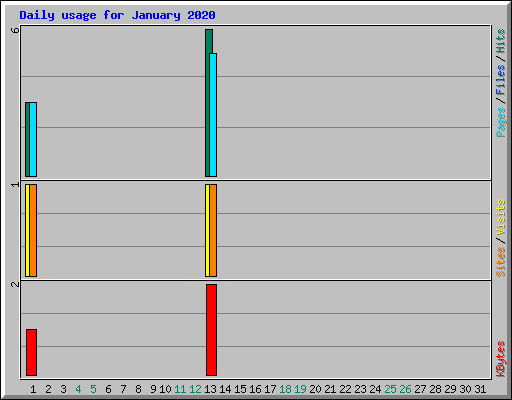 Daily usage for January 2020
6
1
2
Pages / Files / Hits
Sites / Visits
KBytes
1 2 3 4 5 6 7 8 9 10 11 12 13 14 15 16 17 18 19 20 21 22 23 24 25 26 27 28 29 30 31